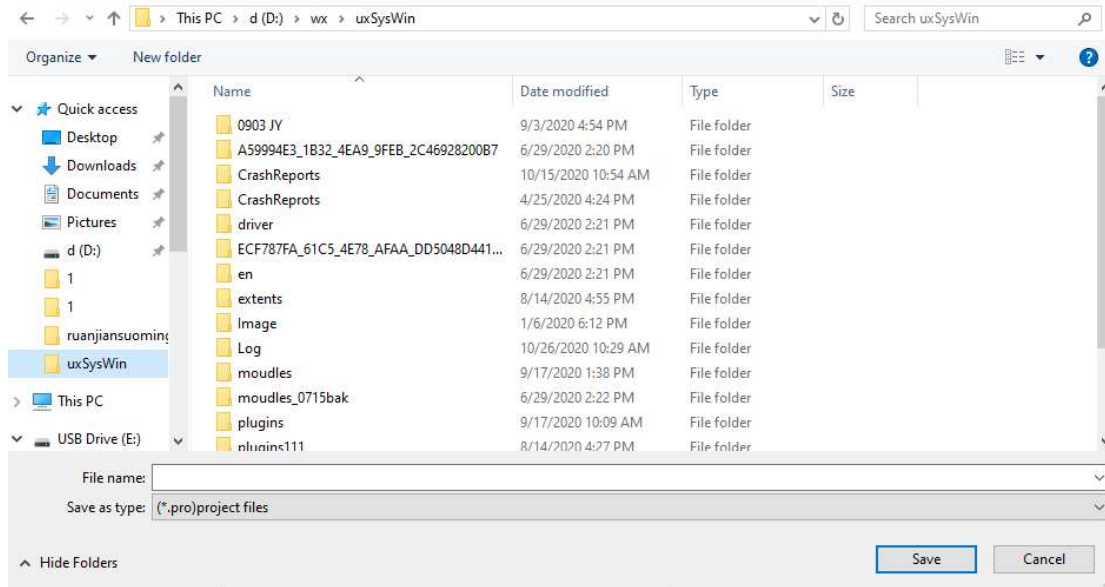 This PC > d (D:) > wx > uxSysWin
Search uxSysWin
Organize New folder
Name Date modified Type Size
Quick access
Desktop
Downloads
Documents
Pictures
d (D:)
1
1
ruanjiansuoming
uxSysWin
This PC
USB Drive (E:)
0903 JY 9/3/2020 4:54 PM File folder
A59994E3_1B32_4EA9_9FEB_2C46928200B7 6/29/2020 2:20 PM File folder
CrashReports 10/15/2020 10:54 AM File folder
CrashReprots 4/25/2020 4:24 PM File folder
driver 6/29/2020 2:21 PM File folder
ECF787FA_61C5_4E78_AFAA_DD5048D441... 6/29/2020 2:21 PM File folder
en 6/29/2020 2:21 PM File folder
extents 8/14/2020 4:55 PM File folder
Image 1/6/2020 6:12 PM File folder
Log 10/26/2020 10:29 AM File folder
moudles 9/17/2020 1:38 PM File folder
moudles_0715bak 6/29/2020 2:22 PM File folder
plugins 9/17/2020 10:09 AM File folder
plugins111 8/14/2020 4:27 PM File folder
File name:
Save as type: (*.pro)project files
Hide Folders
Save Cancel